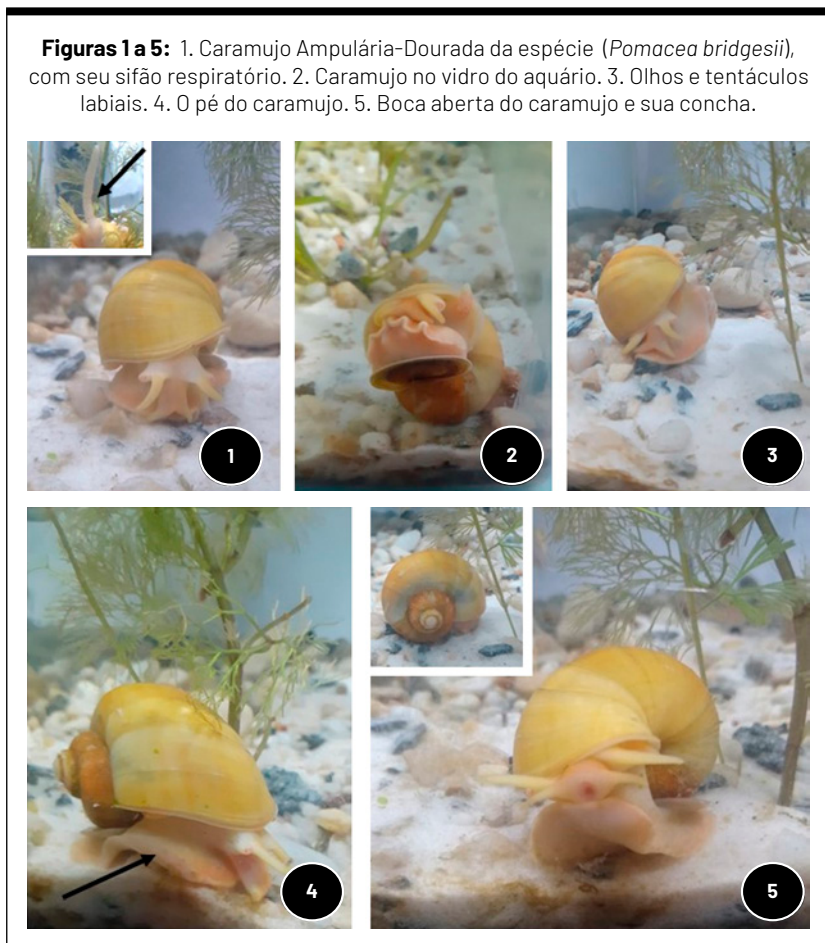 Figuras 1 a 5: 1. Caramujo Ampulária-Dourada da espécie (Pomacea bridgesii),
com seu sifão respiratório. 2. Caramujo no vidro do aquário. 3. Olhos e tentáculos
labiais. 4. O pé do caramujo. 5. Boca aberta do caramujo e sua concha.
1
2
3
4
5